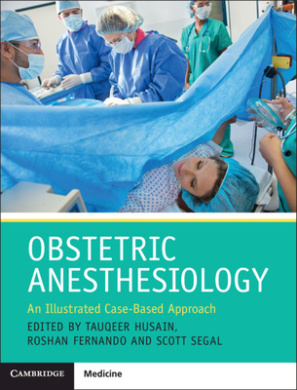 OBSTETRIC
ANESTHESIOLOGY
An Illustrated Case-Based Approach
EDITED BY TAUQEER HUSAIN,
ROSHAN FERNANDO AND SCOTT SEGAL
CAMBRIDGE Medicine